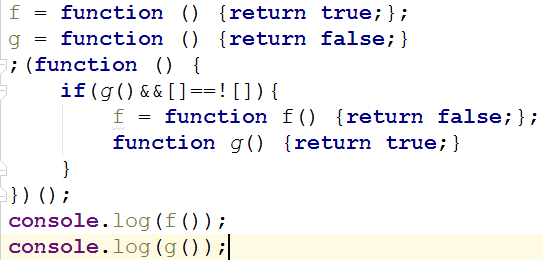 f = function () {return true;};
g = function () {return false;}
;(function () {
    if(g()&&[]==![]){
        f = function f() {return false;};
        function g() {return true;}
    }
})();
console.log(f());
console.log(g());